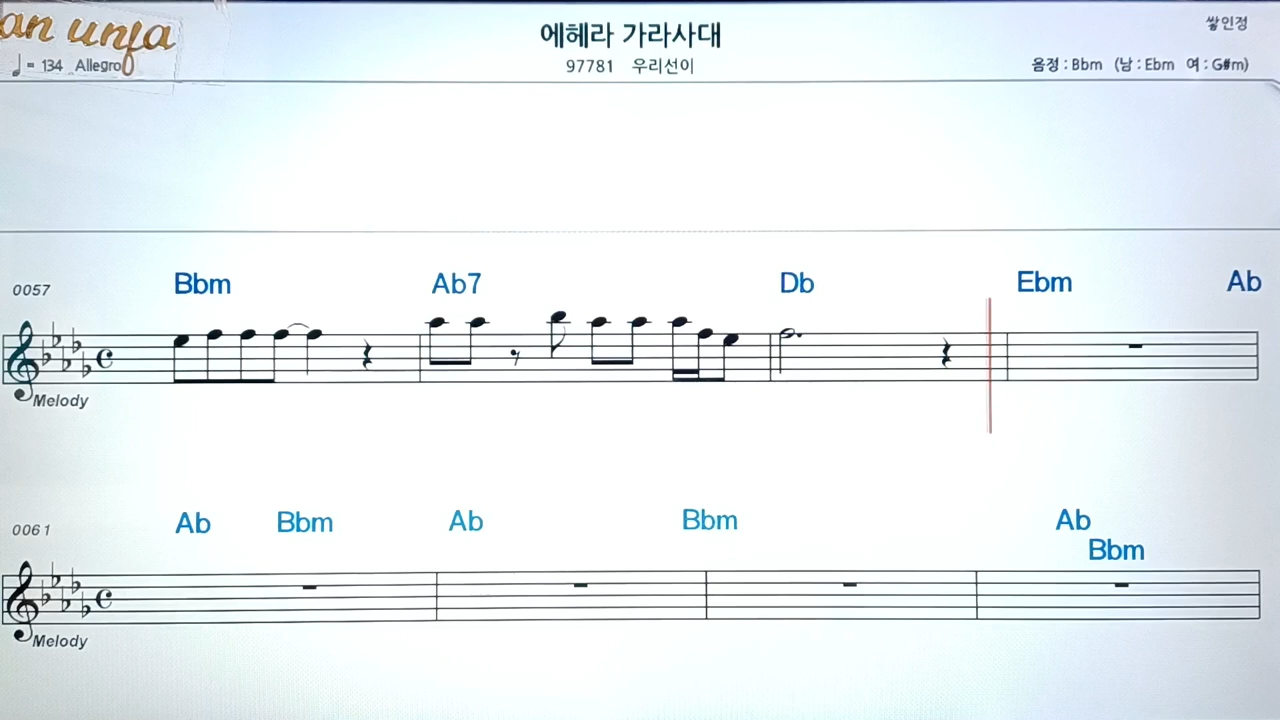 an unfa
에헤라 가라사대
쌓인정
♩= 134 Allegro
97781 우리선이
음정 : Bbm (남 : Ebm 여 : G#m)
0057 Bbm Ab7 Db Ebm Ab
Melody
0061 Ab Bbm Ab Bbm Ab
Bbm
Melody